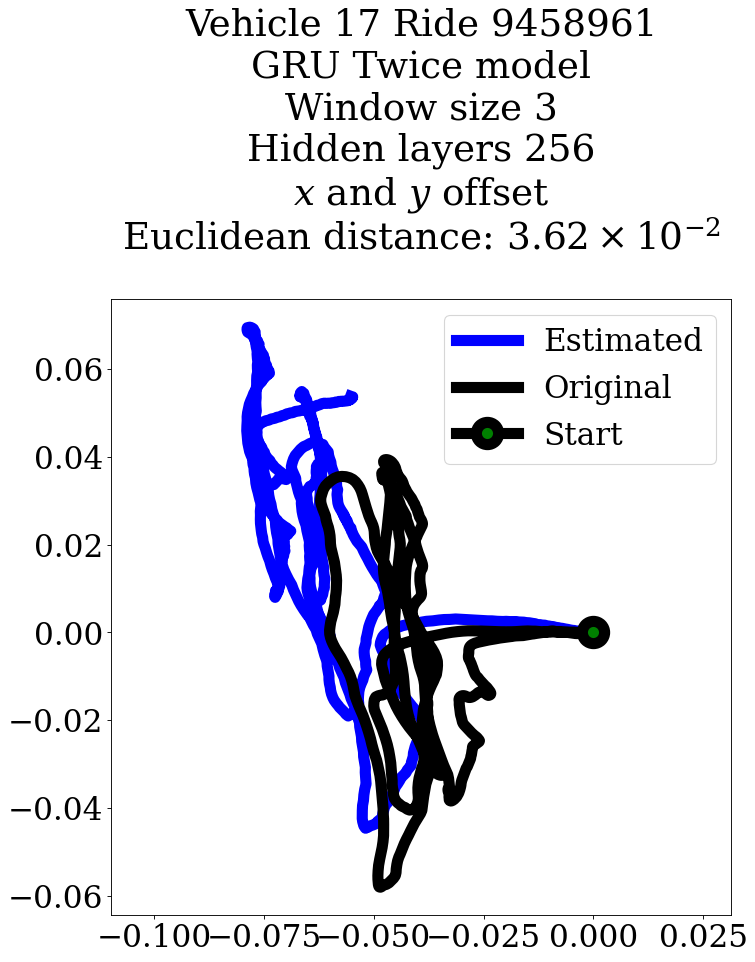 Vehicle 17 Ride 9458961
GRU Twice model
Window size 3
Hidden layers 256
x and y offset
Euclidean distance: 3.62 × 10⁻²
Estimated
Original
Start
0.06
0.04
0.02
0.00
−0.02
−0.04
−0.06
−0.100 −0.075 −0.050 −0.025 0.000 0.025